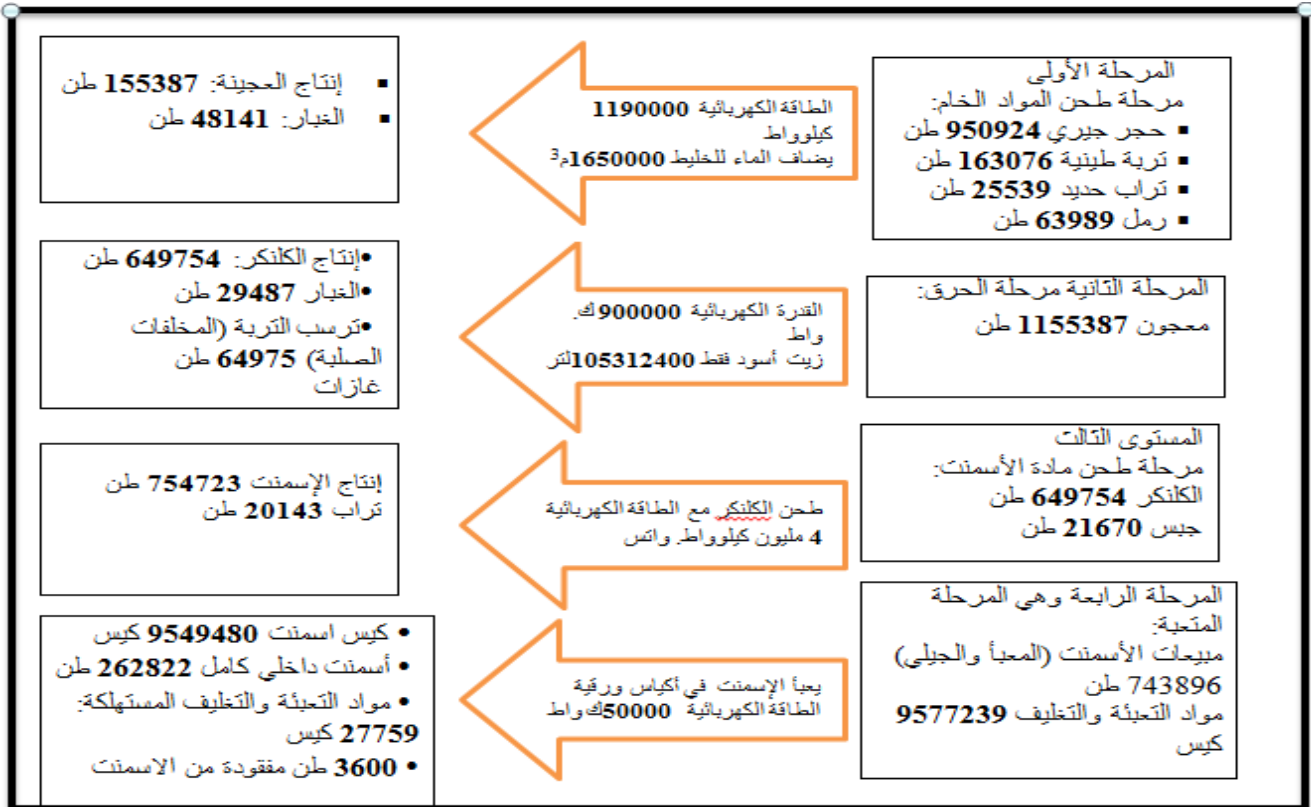 المرحلة الأولى
مرحلة طحن المواد الخام:
▪ حجر جيري 950924 طن
▪ تربة طينية 163076 طن
▪ تراب حديد 25539 طن
▪ رمل 63989 طن
الطاقة الكهربائية 1190000
كيلوواط
يضاف الماء للخليط 1650000م³
▪ إنتاج العجينة: 155387 طن
▪ الغبار: 48141 طن
المرحلة الثانية مرحلة الحرق:
معجون 1155387 طن
القدرة الكهربائية 900000ك.
واط
زيت أسود فقط 105312400لتر
•إنتاج الكلنكر: 649754 طن
•الغبار 29487 طن
•ترسب التربة (المخلفات
الصلبة) 64975 طن
غازات
المستوى الثالث
مرحلة طحن مادة الأسمنت:
الكلنكر 649754 طن
جبس 21670 طن
طحن الكلنكر مع الطاقة الكهربائية
4 مليون كيلوواط. واتس
إنتاج الإسمنت 754723 طن
تراب 20143 طن
المرحلة الرابعة وهي المرحلة
المتعبة:
مبيعات الأسمنت (المعبأ والجيلي)
743896 طن
مواد التعبئة والتغليف 9577239
كيس
يعبأ الإسمنت في أكياس ورقية
الطاقة الكهربائية 50000ك واط
• كيس اسمنت 9549480 كيس
• أسمنت داخلي كامل 262822 طن
• مواد التعبئة والتغليف المستهلكة:
27759 كيس
• 3600 طن مفقودة من الاسمنت